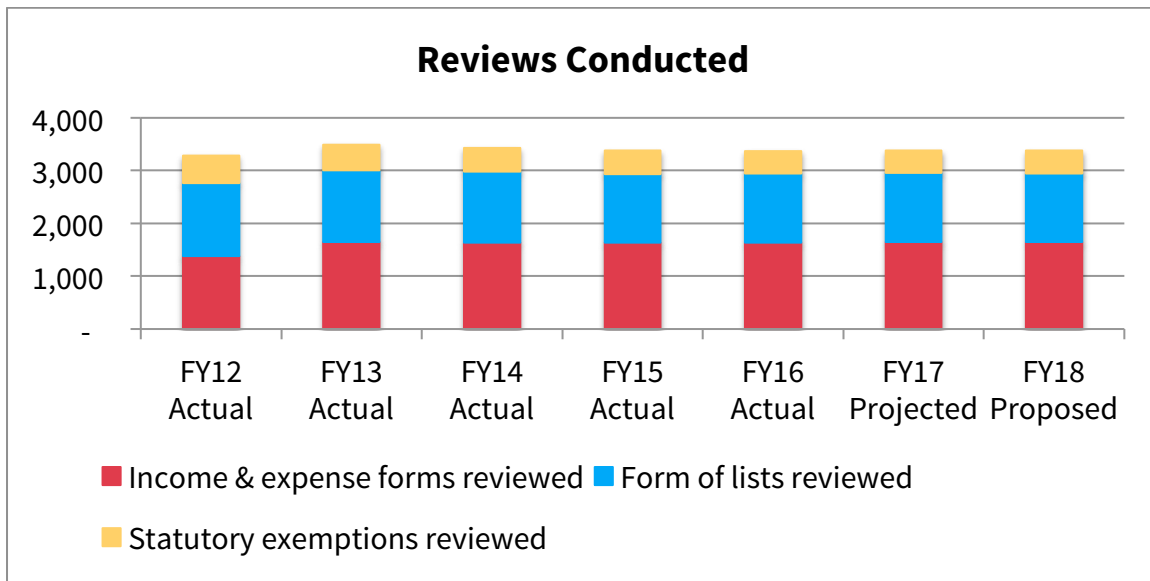 Reviews Conducted
4,000
3,000
2,000
1,000
-
FY12 FY13 FY14 FY15 FY16 FY17 FY18
Actual Actual Actual Actual Actual Projected Proposed
Income & expense forms reviewed Form of lists reviewed
Statutory exemptions reviewed